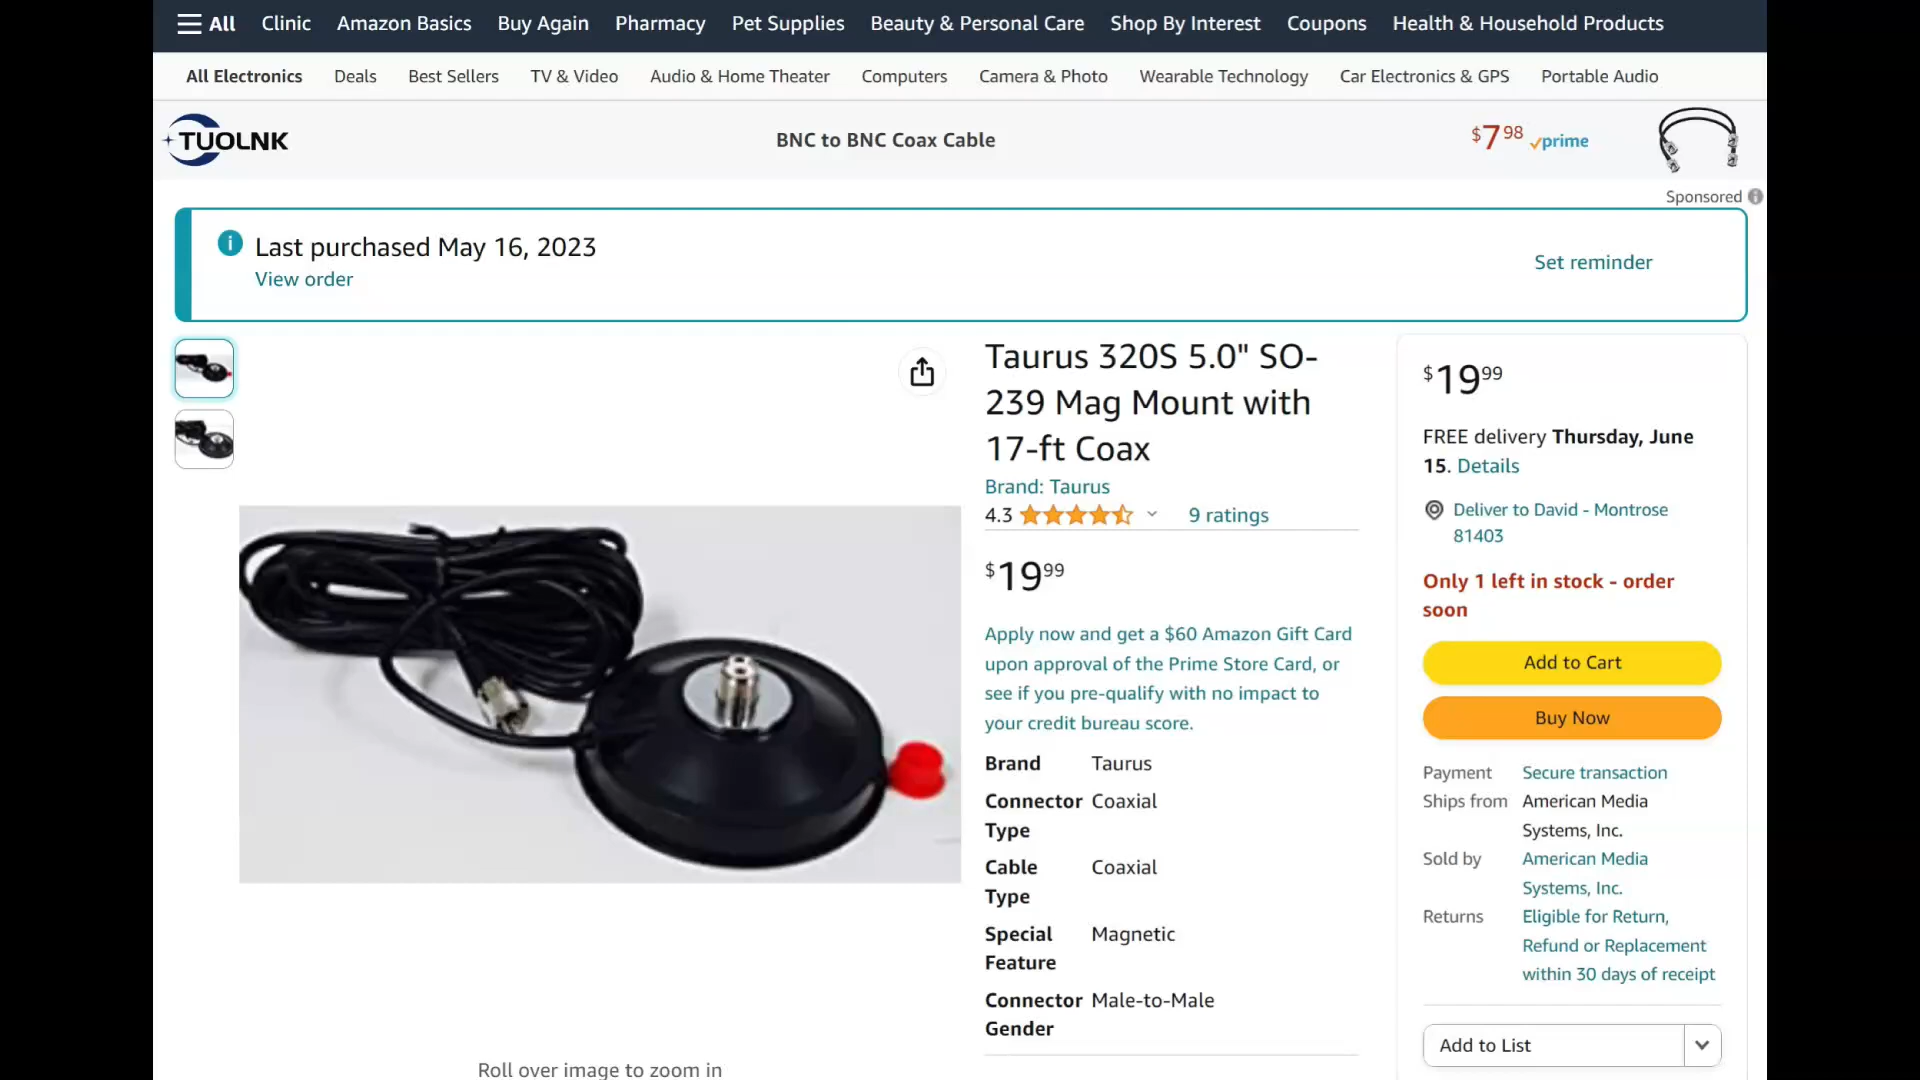 All Clinic Amazon Basics Buy Again Pharmacy Pet Supplies Beauty & Personal Care Shop By Interest Coupons Health & Household Products
All Electronics Deals Best Sellers TV & Video Audio & Home Theater Computers Camera & Photo Wearable Technology Car Electronics & GPS Portable Audio
TUOLNK
BNC to BNC Coax Cable
$7 98 prime
Sponsored
Last purchased May 16, 2023
View order
Set reminder
Taurus 320S 5.0" SO-
239 Mag Mount with
17-ft Coax
Brand: Taurus
4.3 9 ratings
$19 99
Apply now and get a $60 Amazon Gift Card
upon approval of the Prime Store Card, or
see if you pre-qualify with no impact to
your credit bureau score.
Brand Taurus
Connector Coaxial
Type
Cable Coaxial
Type
Special Magnetic
Feature
Connector Male-to-Male
Gender
Roll over image to zoom in
$19 99
FREE delivery Thursday, June
15. Details
Deliver to David - Montrose
81403
Only 1 left in stock - order
soon
Add to Cart
Buy Now
Payment Secure transaction
Ships from American Media
Systems, Inc.
Sold by American Media
Systems, Inc.
Returns Eligible for Return,
Refund or Replacement
within 30 days of receipt
Add to List